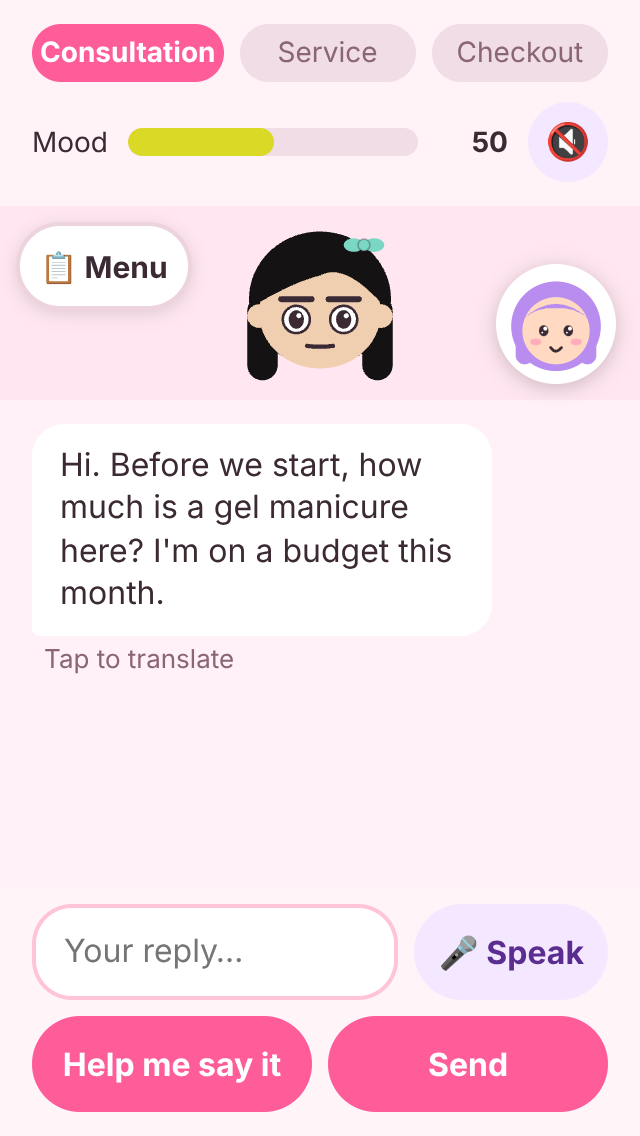 Consultation
Service
Checkout
Mood
50
Menu
Hi. Before we start, how
much is a gel manicure
here? I'm on a budget this
month.
Tap to translate
Your reply...
Speak
Help me say it
Send